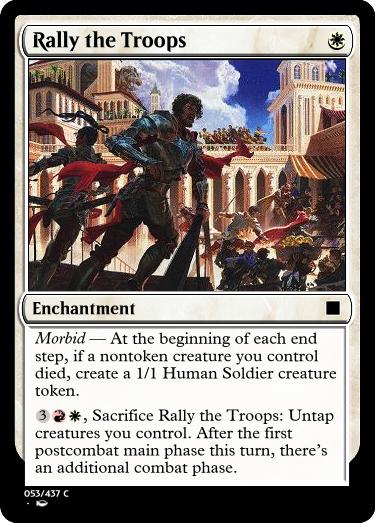 Rally the Troops
Enchantment
Morbid — At the beginning of each end
step, if a nontoken creature you control
died, create a 1/1 Human Soldier creature
token.
3, Sacrifice Rally the Troops: Untap
creatures you control. After the first
postcombat main phase this turn, there's
an additional combat phase.
053/437 C